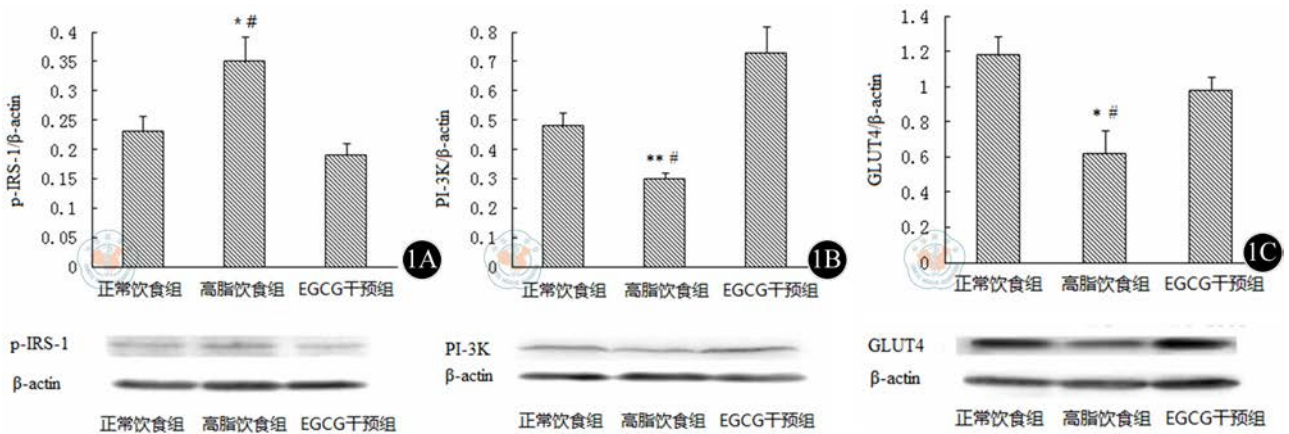 p-IRS-1/β-actin
0.4
0.35
0.3
0.25
0.2
0.15
0.1
0.05
0
* #
正常饮食组 高脂饮食组 EGCG干预组
1A
PI-3K/β-actin
0.8
0.7
0.6
0.5
0.4
0.3
0.2
0.1
0
** #
正常饮食组 高脂饮食组 EGCG干预组
1B
GLUT4/β-actin
1.4
1.2
1
0.8
0.6
0.4
0.2
0
* #
正常饮食组 高脂饮食组 EGCG干预组
1C
p-IRS-1
β-actin
正常饮食组 高脂饮食组 EGCG干预组
PI-3K
β-actin
正常饮食组 高脂饮食组 EGCG干预组
GLUT4
β-actin
正常饮食组 高脂饮食组 EGCG干预组